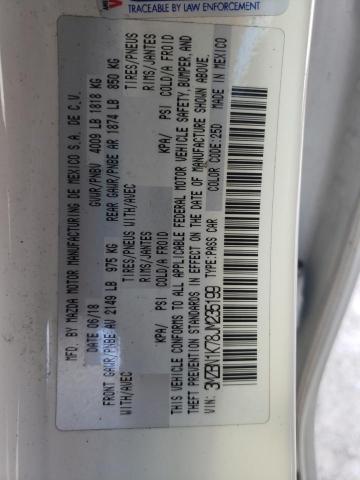 TRACEABLE BY LAW ENFORCEMENT
MFD. BY MAZDA MOTOR MANUFACTURING DE MEXICO S.A. DE C.V.
DATE 06/18 GVWR/PNBV 4009 LB 1818 KG
FRONT GAWR/PNBE AV 2149 LB 975 KG REAR GAWR/PNBE AR 1874 LB 850 KG
WITH/AVEC TIRES/PNEUS WITH/AVEC TIRES/PNEUS
RIMS/JANTES RIMS/JANTES
KPA/ PSI COLD/A FROID KPA/ PSI COLD/A FROID
THIS VEHICLE CONFORMS TO ALL APPLICABLE FEDERAL MOTOR VEHICLE SAFETY, BUMPER, AND
THEFT PREVENTION STANDARDS IN EFFECT ON THE DATE OF MANUFACTURE SHOWN ABOVE.
VIN: 3MZBN1K78JM235199 TYPE:PASS CAR COLOR CODE:25D MADE IN MEXICO